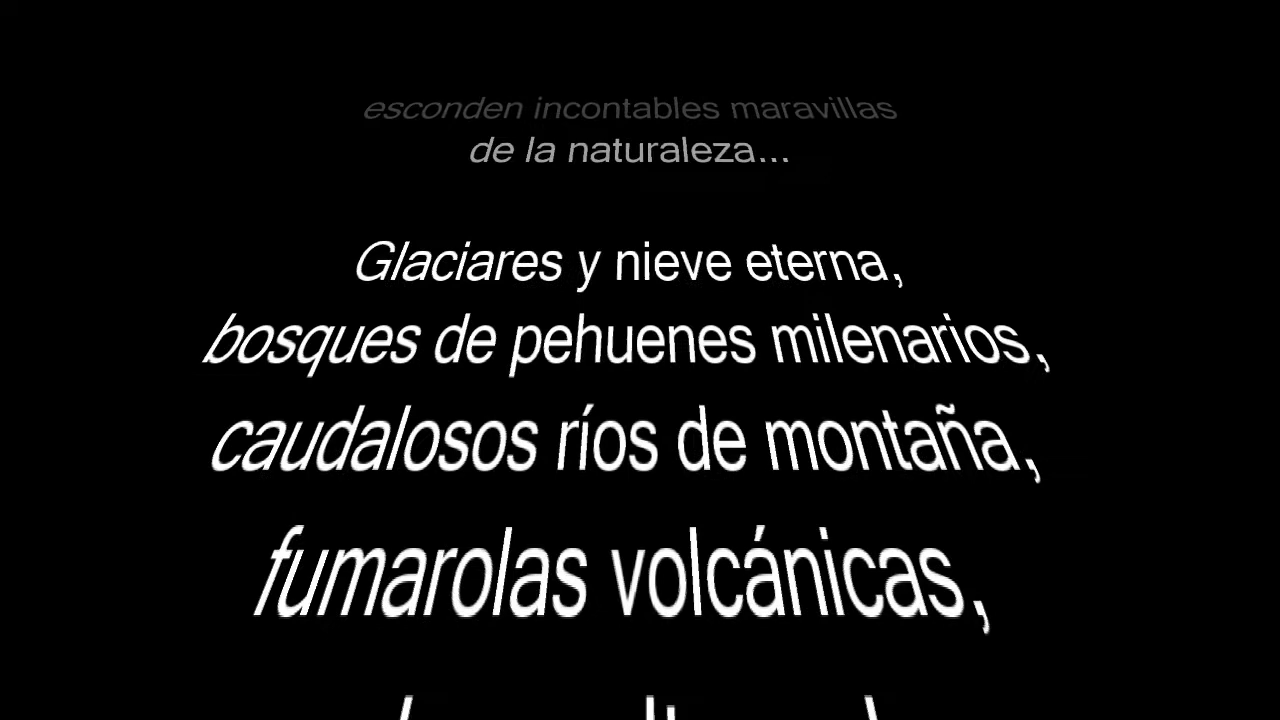 esconden incontables maravillas
de la naturaleza...
Glaciares y nieve eterna,
bosques de pehuenes milenarios,
caudalosos ríos de montaña,
fumarolas volcánicas,